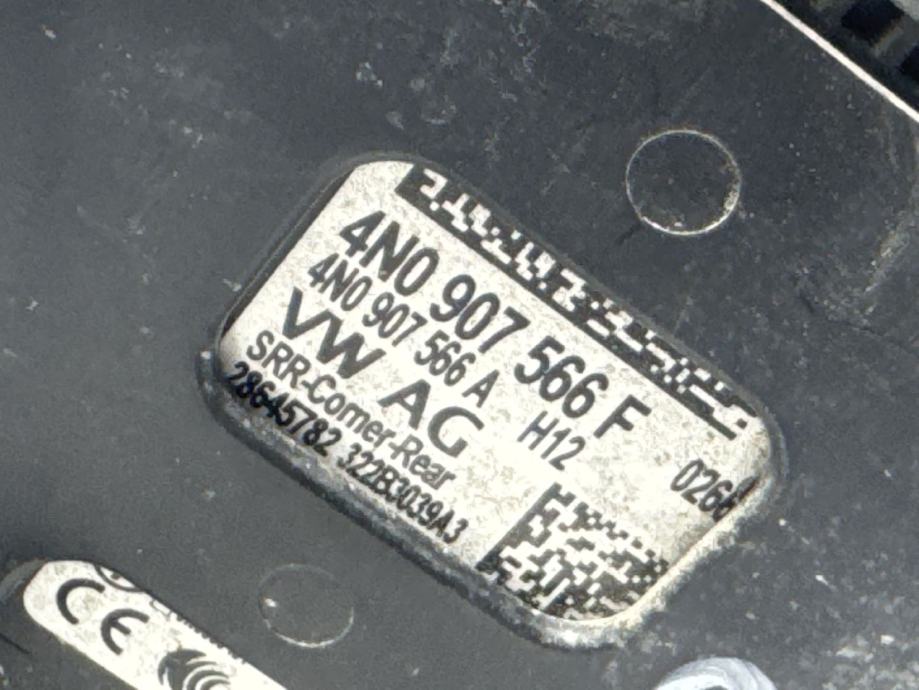 4N0 907 566 F
4N0 907 566 A H12
VW AG
SRR-Corner-Rear 0266
28645782 322B3039A3
CE